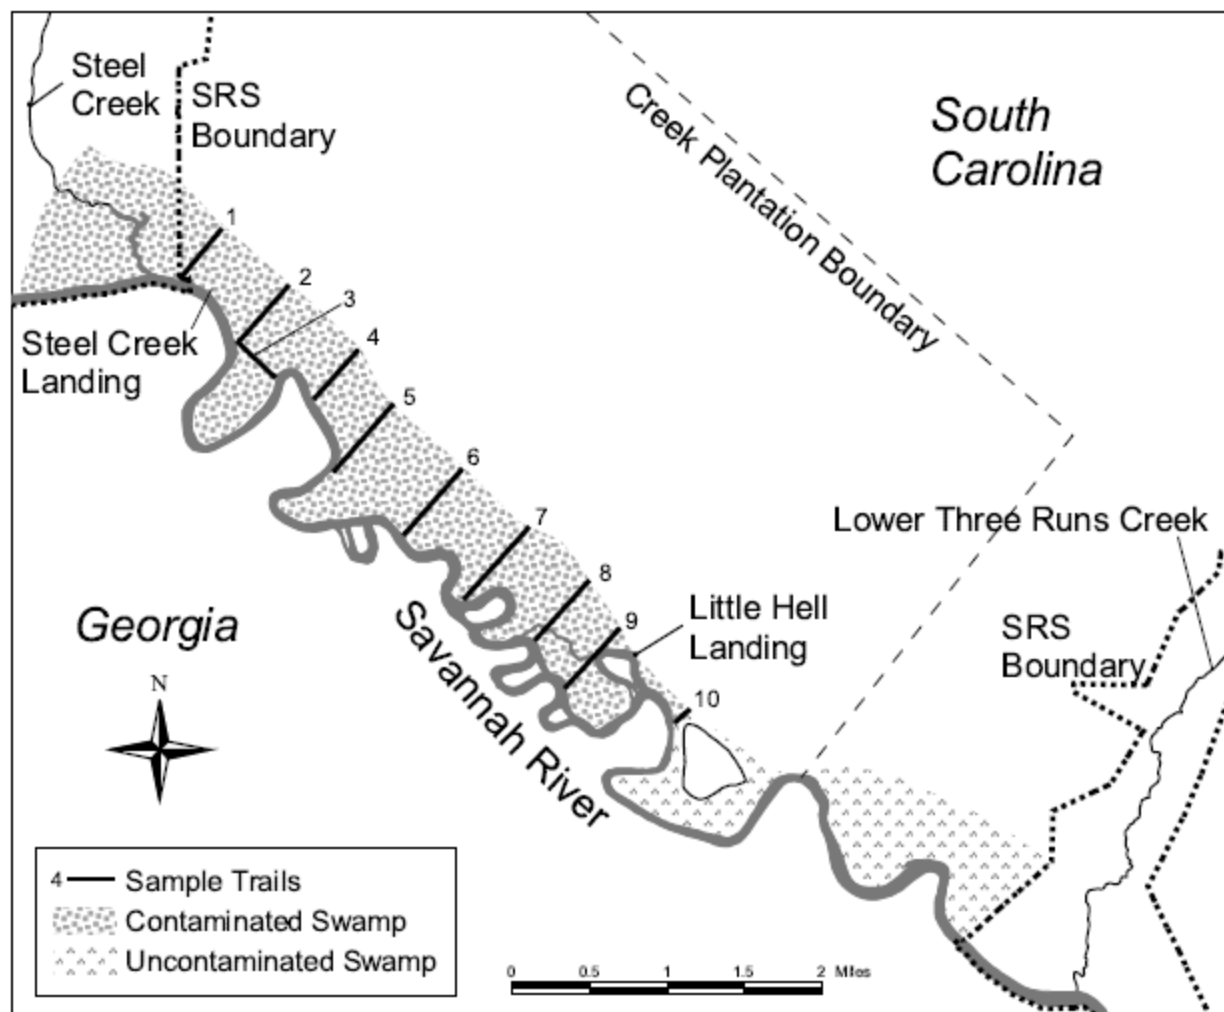 Steel
Creek
SRS
Boundary
Creek Plantation Boundary
South
Carolina
1
2
3
4
5
6
7
8
9
10
Steel Creek
Landing
Lower Three Runs Creek
Little Hell
Landing
SRS
Boundary
Georgia
Savannah River
N
4 Sample Trails
Contaminated Swamp
Uncontaminated Swamp
0 0.5 1 1.5 2 Miles